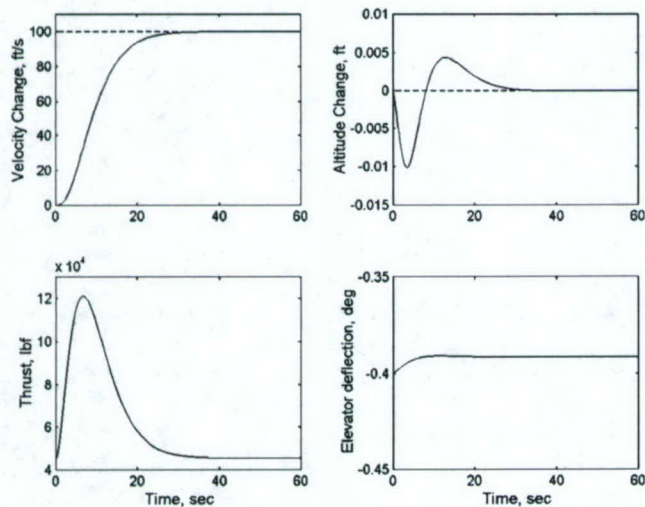 100
80
60
40
20
0
Velocity Change, ft/s
0 20 40 60
0.01
0.005
0
-0.005
-0.01
-0.015
Altitude Change, ft
0 20 40 60
x 10⁴
12
10
8
6
4
Thrust, lbf
0 20 40 60
Time, sec
-0.35
-0.4
-0.45
Elevator deflection, deg
0 20 40 60
Time, sec